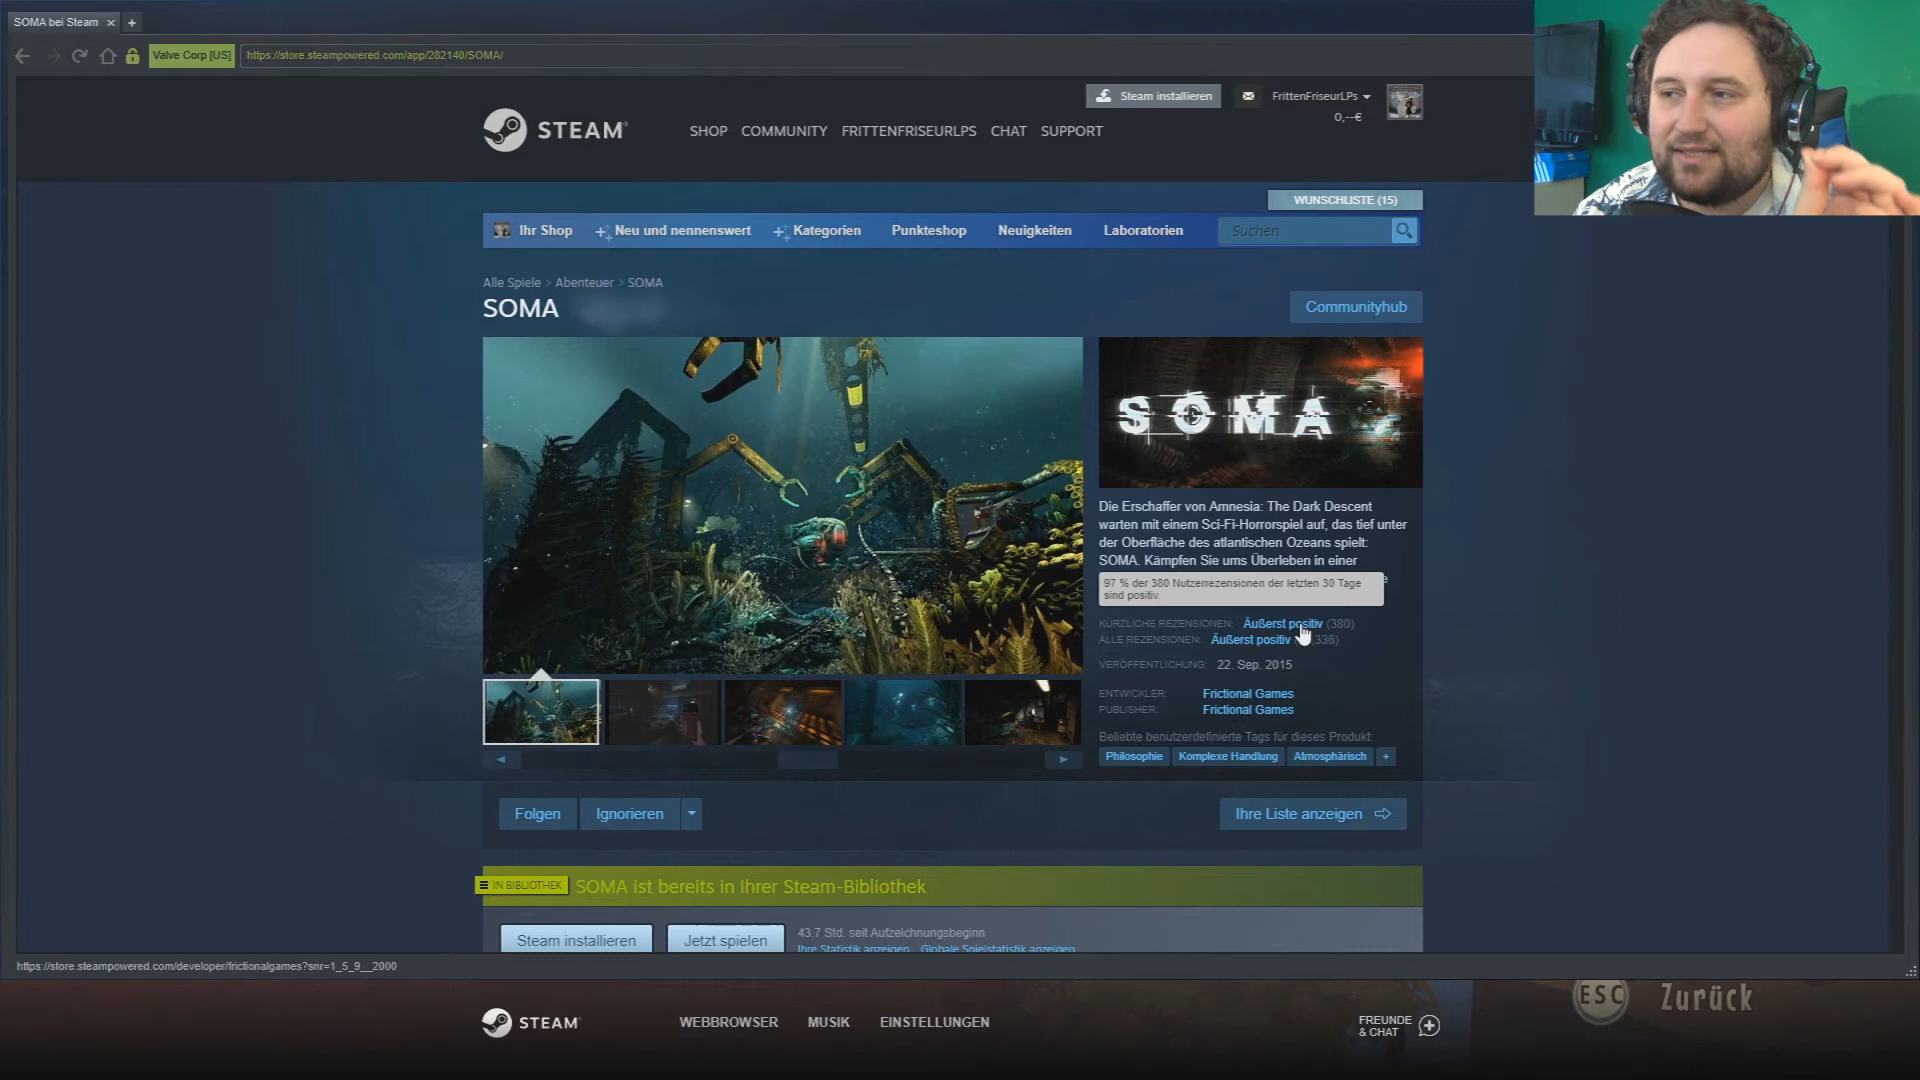 SOMA bei Steam
Valve Corp [US]
https://store.steampowered.com/app/282140/SOMA/
Steam installieren
FrittenFriseurLPs
0,--€
STEAM
SHOP
COMMUNITY
FRITTENFRISEURLPS
CHAT
SUPPORT
WUNSCHLISTE (15)
Ihr Shop
Neu und nennenswert
Kategorien
Punkteshop
Neuigkeiten
Laboratorien
Suchen
Alle Spiele > Abenteuer > SOMA
SOMA
Communityhub
SOMA
Die Erschaffer von Amnesia: The Dark Descent
warten mit einem Sci-Fi-Horrorspiel auf, das tief unter
der Oberfläche des atlantischen Ozeans spielt:
SOMA. Kämpfen Sie ums Überleben in einer
97 % der 380 Nutzerrezensionen der letzten 30 Tage
sind positiv.
KÜRZLICHE REZENSIONEN: Äußerst positiv (380)
ALLE REZENSIONEN: Äußerst positiv 336)
VERÖFFENTLICHUNG: 22. Sep. 2015
ENTWICKLER: Frictional Games
PUBLISHER: Frictional Games
Beliebte benutzerdefinierte Tags für dieses Produkt:
Philosophie
Komplexe Handlung
Atmosphärisch
+
Folgen
Ignorieren
Ihre Liste anzeigen
IN BIBLIOTHEK
SOMA ist bereits in Ihrer Steam-Bibliothek
Steam installieren
Jetzt spielen
43.7 Std. seit Aufzeichnungsbeginn
Ihre Statistik anzeigen Globale Spielstatistik anzeigen
https://store.steampowered.com/developer/frictionalgames?snr=1_5_9__2000
STEAM
WEBBROWSER
MUSIK
EINSTELLUNGEN
FREUNDE
& CHAT
ESC
Zurück